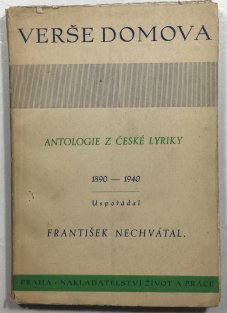 VERŠE DOMOVA
ANTOLOGIE Z ČESKÉ LYRIKY
1890 — 1940
Uspořádal
FRANTIŠEK NECHVÁTAL.
PRAHA - NAKLADATELSTVÍ ŽIVOT A PRÁCE